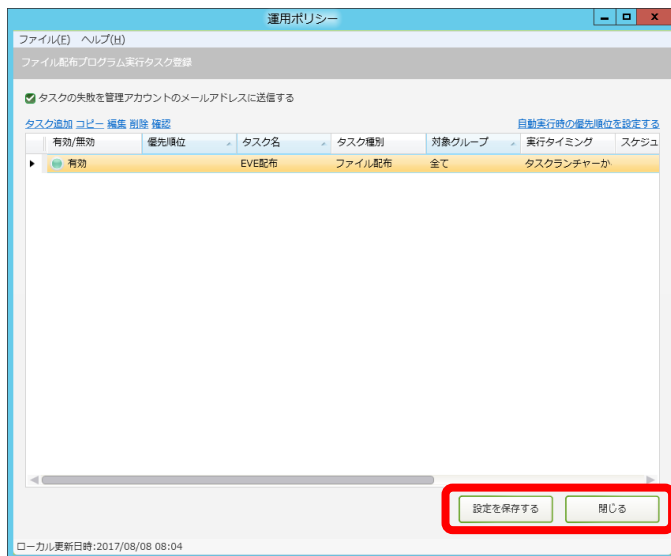 運用ポリシー
ファイル(F) ヘルプ(H)
ファイル配布プログラム実行タスク登録
タスクの失敗を管理アカウントのメールアドレスに送信する
タスク追加 コピー 編集 削除 確認 自動実行時の優先順位を設定する
有効/無効 優先順位 タスク名 タスク種別 対象グループ 実行タイミング スケジュ
有効 EVE配布 ファイル配布 全て タスクランチャーか
設定を保存する 閉じる
ローカル更新日時:2017/08/08 08:04